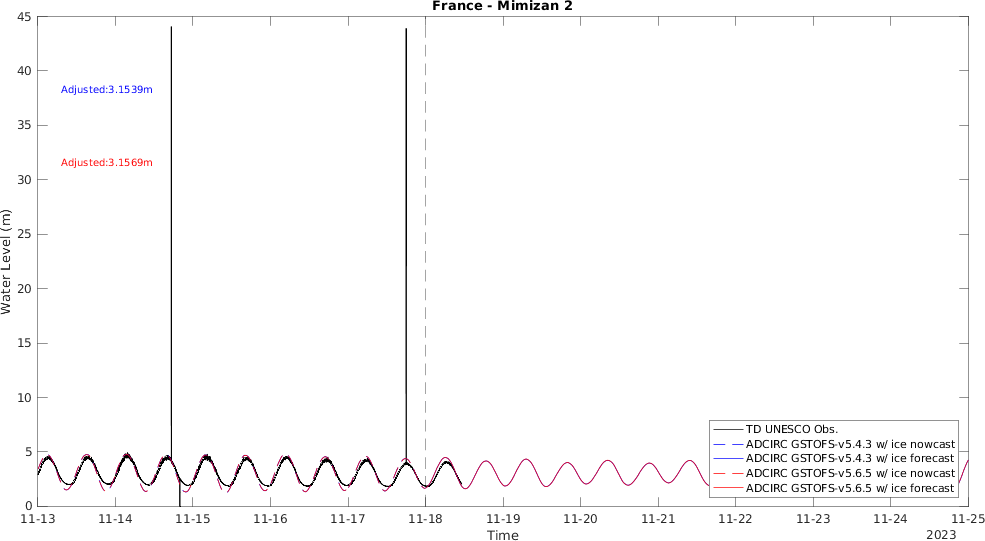 France - Mimizan 2
45
40
35
30
25
20
15
10
5
0
Water Level (m)
Adjusted:3.1539m
Adjusted:3.1569m
TD UNESCO Obs.
ADCIRC GSTOFS-v5.4.3 w/ ice nowcast
ADCIRC GSTOFS-v5.4.3 w/ ice forecast
ADCIRC GSTOFS-v5.6.5 w/ ice nowcast
ADCIRC GSTOFS-v5.6.5 w/ ice forecast
11-13 11-14 11-15 11-16 11-17 11-18 11-19 11-20 11-21 11-22 11-23 11-24 11-25
Time
2023